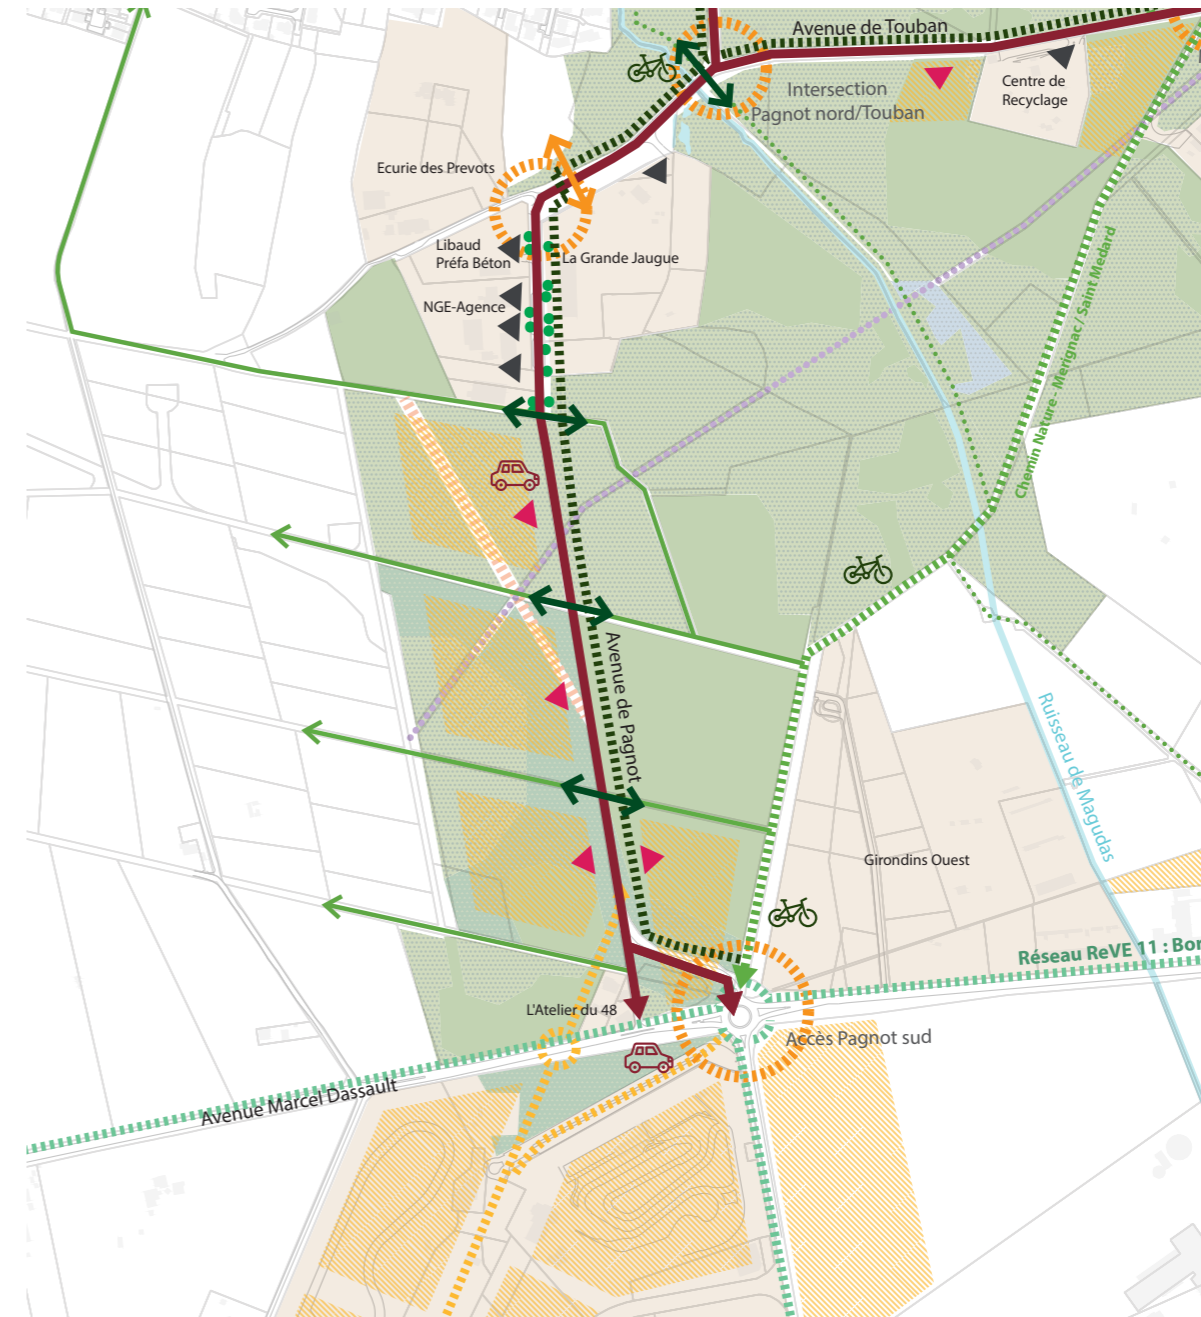 Avenue de Touban
Centre de
Recyclage
Intersection
Pagnot nord/Touban
Ecurie des Prevots
Libaud
Préfa Béton
La Grande Jaugue
NGE-Agence
Chemin Nature - Merignac / Saint Medard
Avenue de Pagnot
Ruisseau de Magudas
Girondins Ouest
Réseau ReVE 11 : Bor
L'Atelier du 48
Accès Pagnot sud
Avenue Marcel Dassault